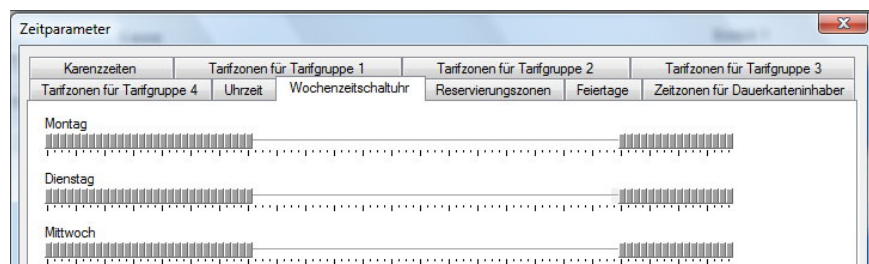 Zeitparameter
Karenzzeiten Tarifzonen für Tarifgruppe 1 Tarifzonen für Tarifgruppe 2 Tarifzonen für Tarifgruppe 3
Tarifzonen für Tarifgruppe 4 Uhrzeit Wochenzeitschaltuhr Reservierungszonen Feiertage Zeitzonen für Dauerkarteninhaber
Montag
Dienstag
Mittwoch